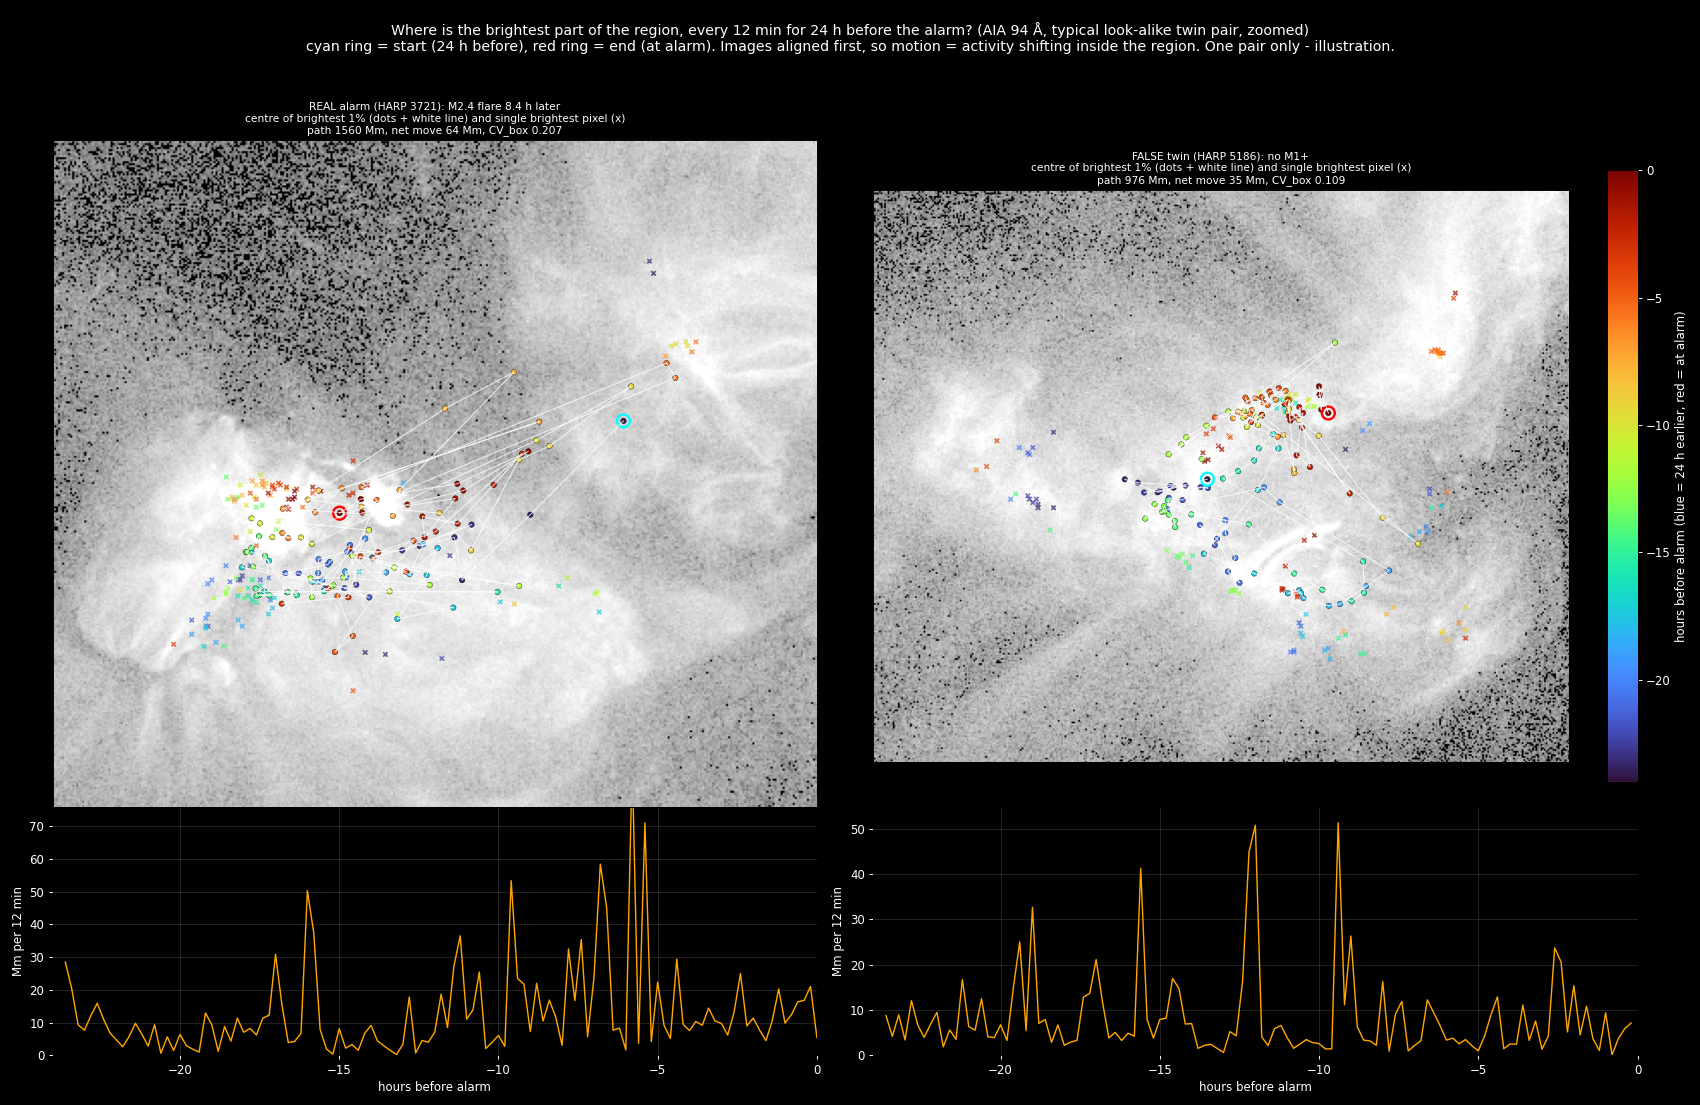 Where is the brightest part of the region, every 12 min for 24 h before the alarm? (AIA 94 Å, typical look-alike twin pair, zoomed)
cyan ring = start (24 h before), red ring = end (at alarm). Images aligned first, so motion = activity shifting inside the region. One pair only - illustration.
REAL alarm (HARP 3721): M2.4 flare 8.4 h later
centre of brightest 1% (dots + white line) and single brightest pixel (x)
path 1560 Mm, net move 64 Mm, CV_box 0.207
FALSE twin (HARP 5186): no M1+
centre of brightest 1% (dots + white line) and single brightest pixel (x)
path 976 Mm, net move 35 Mm, CV_box 0.109
0
−5
−10
−15
−20
hours before alarm (blue = 24 h earlier, red = at alarm)
70
60
50
40
30
20
10
0
Mm per 12 min
−20 −15 −10 −5 0
hours before alarm
50
40
30
20
10
0
Mm per 12 min
−20 −15 −10 −5 0
hours before alarm